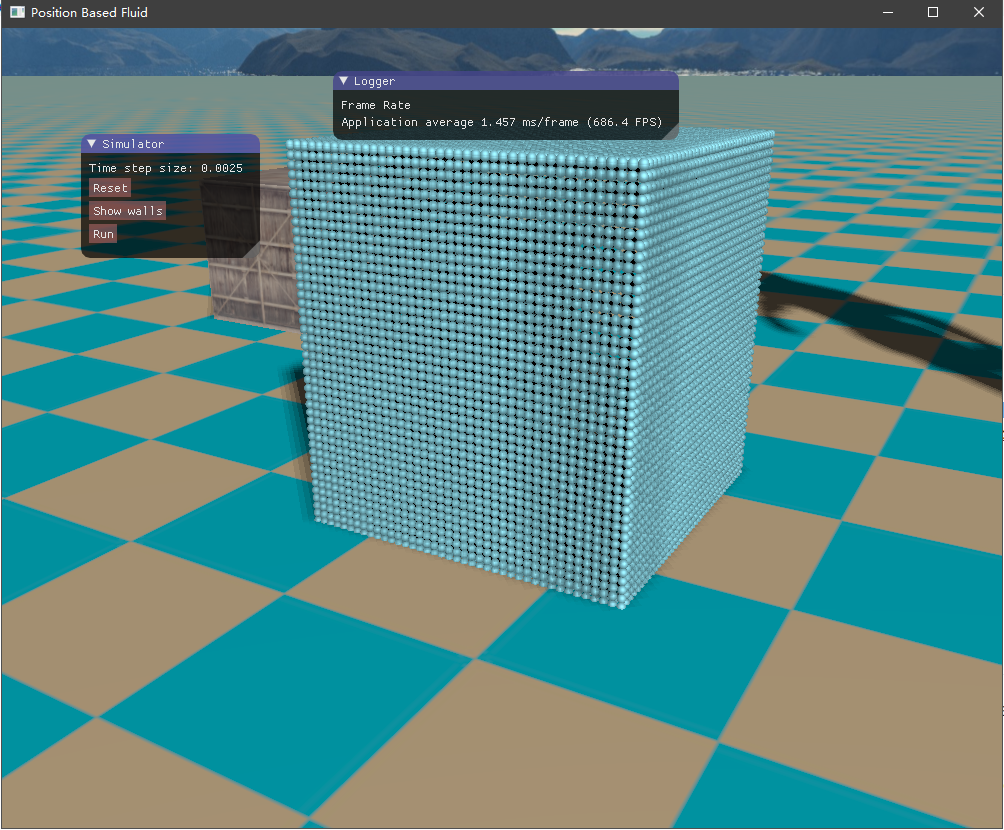 Position Based Fluid
Logger
Frame Rate
Application average 1.457 ms/frame (686.4 FPS)
Simulator
Time step size: 0.0025
Reset
Show walls
Run